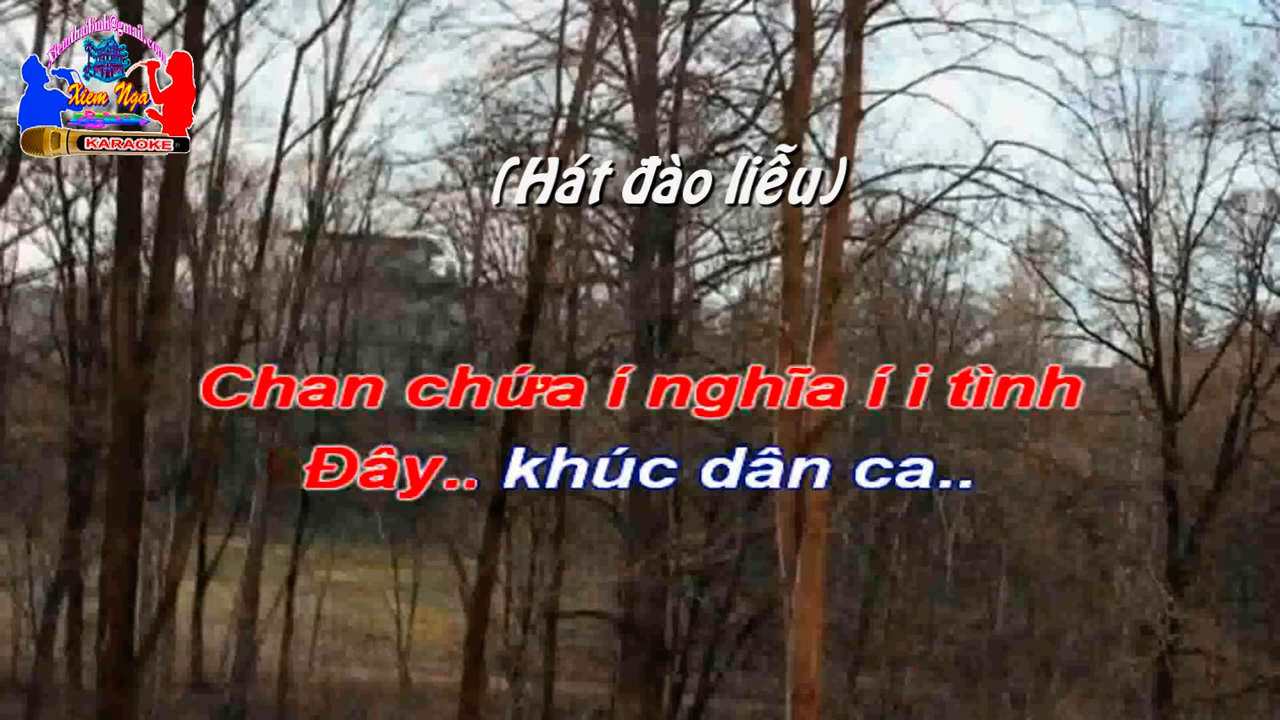 Xiem Nga
KARAOKE
(Hát đào liễu)
Chan chứa í nghĩa í i tình
Đây.. khúc dân ca..